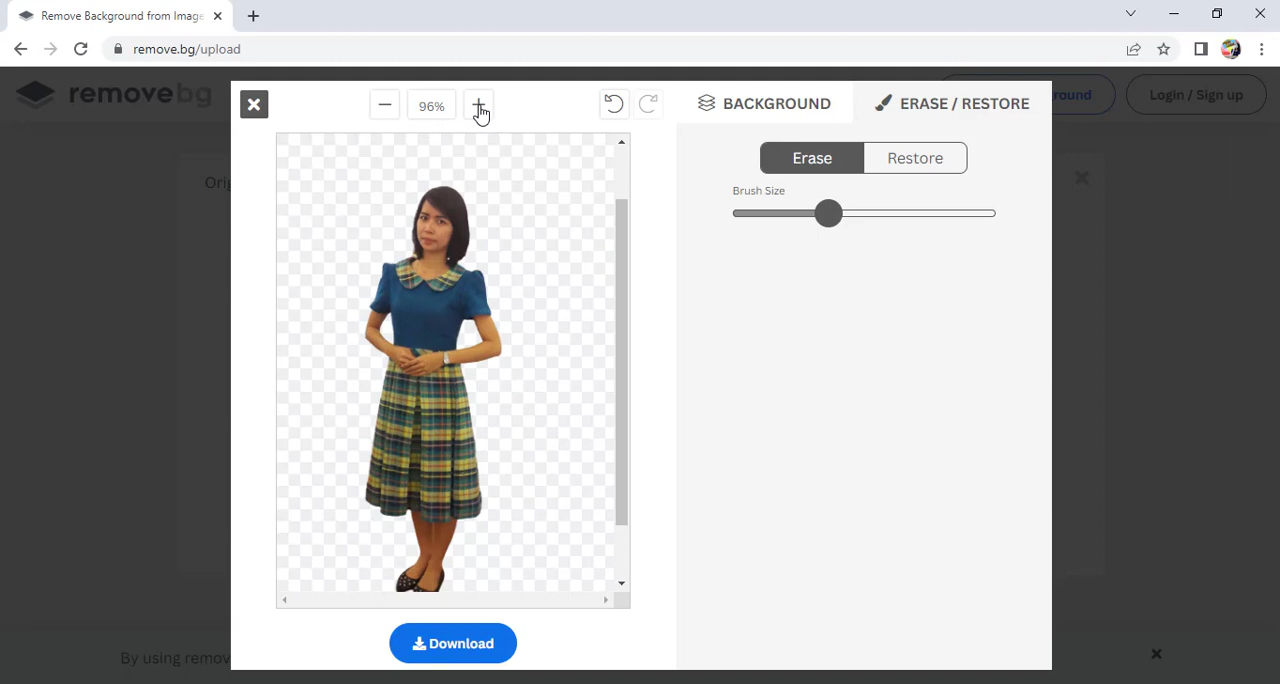 Remove Background from Image
remove.bg/upload
removebg
ound
Login / Sign up
96%
BACKGROUND
ERASE / RESTORE
Orig
Erase
Restore
Brush Size
Download
By using remov